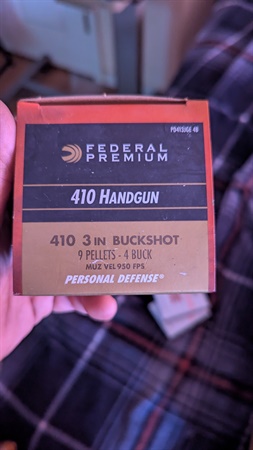 PD413JGE 4B
FEDERAL
PREMIUM
410 HANDGUN
410 3 IN BUCKSHOT
9 PELLETS - 4 BUCK
MUZ VEL 950 FPS
PERSONAL DEFENSE®